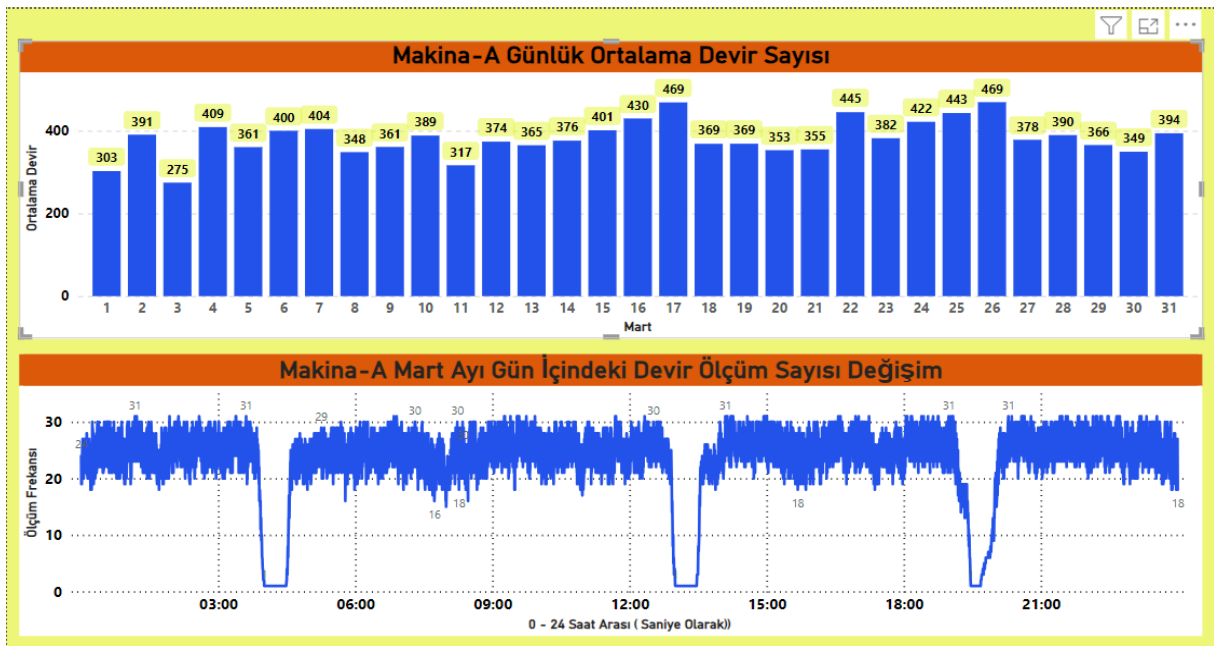 Makina-A Günlük Ortalama Devir Sayısı
469 469
445 443
430
409 422
391 400 404 389 401 382 378 390 394
361 348 361 374 365 376 369 369 353 355 366 349
303 317
275
400
200
0
Ortalama Devir
1 2 3 4 5 6 7 8 9 10 11 12 13 14 15 16 17 18 19 20 21 22 23 24 25 26 27 28 29 30 31
Mart
Makina-A Mart Ayı Gün İçindeki Devir Ölçüm Sayısı Değişim
31 31 29 30 30 30 31 31 31
16 18 18 18
30
20
10
0
Ölçüm Frekansı
03:00 06:00 09:00 12:00 15:00 18:00 21:00
0 - 24 Saat Arası ( Saniye Olarak))